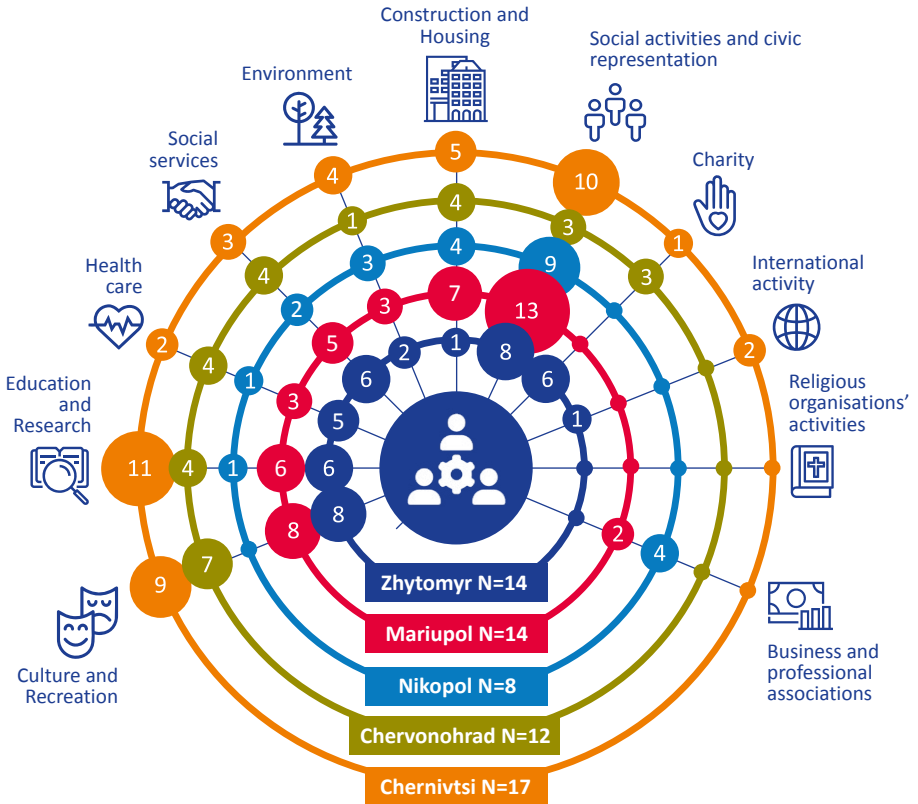 Construction and
Housing
Social activities and civic
representation
Environment
Social
services
Charity
Health
care
International
activity
Education
and
Research
Religious
organisations'
activities
Culture and
Recreation
Business and
professional
associations
5
4
10
3
1
4
1
4
3
3
9
3
4
2
3
7
13
2
2
4
1
5
3
1
8
2
6
6
3
5
1
11
4
1
6
6
9
7
8
8
2
4
Zhytomyr N=14
Mariupol N=14
Nikopol N=8
Chervonohrad N=12
Chernivtsi N=17